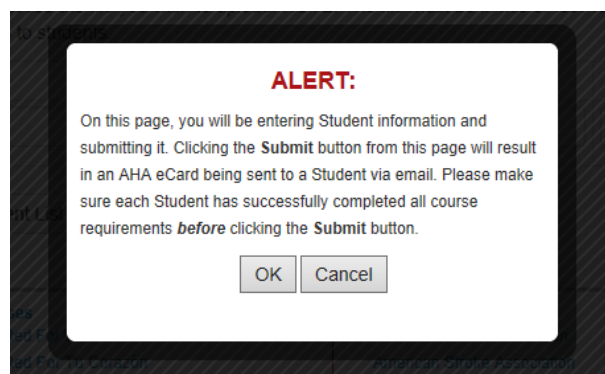 to students
ALERT:
On this page, you will be entering Student information and
submitting it. Clicking the Submit button from this page will result
in an AHA eCard being sent to a Student via email. Please make
sure each Student has successfully completed all course
requirements before clicking the Submit button.
OK Cancel